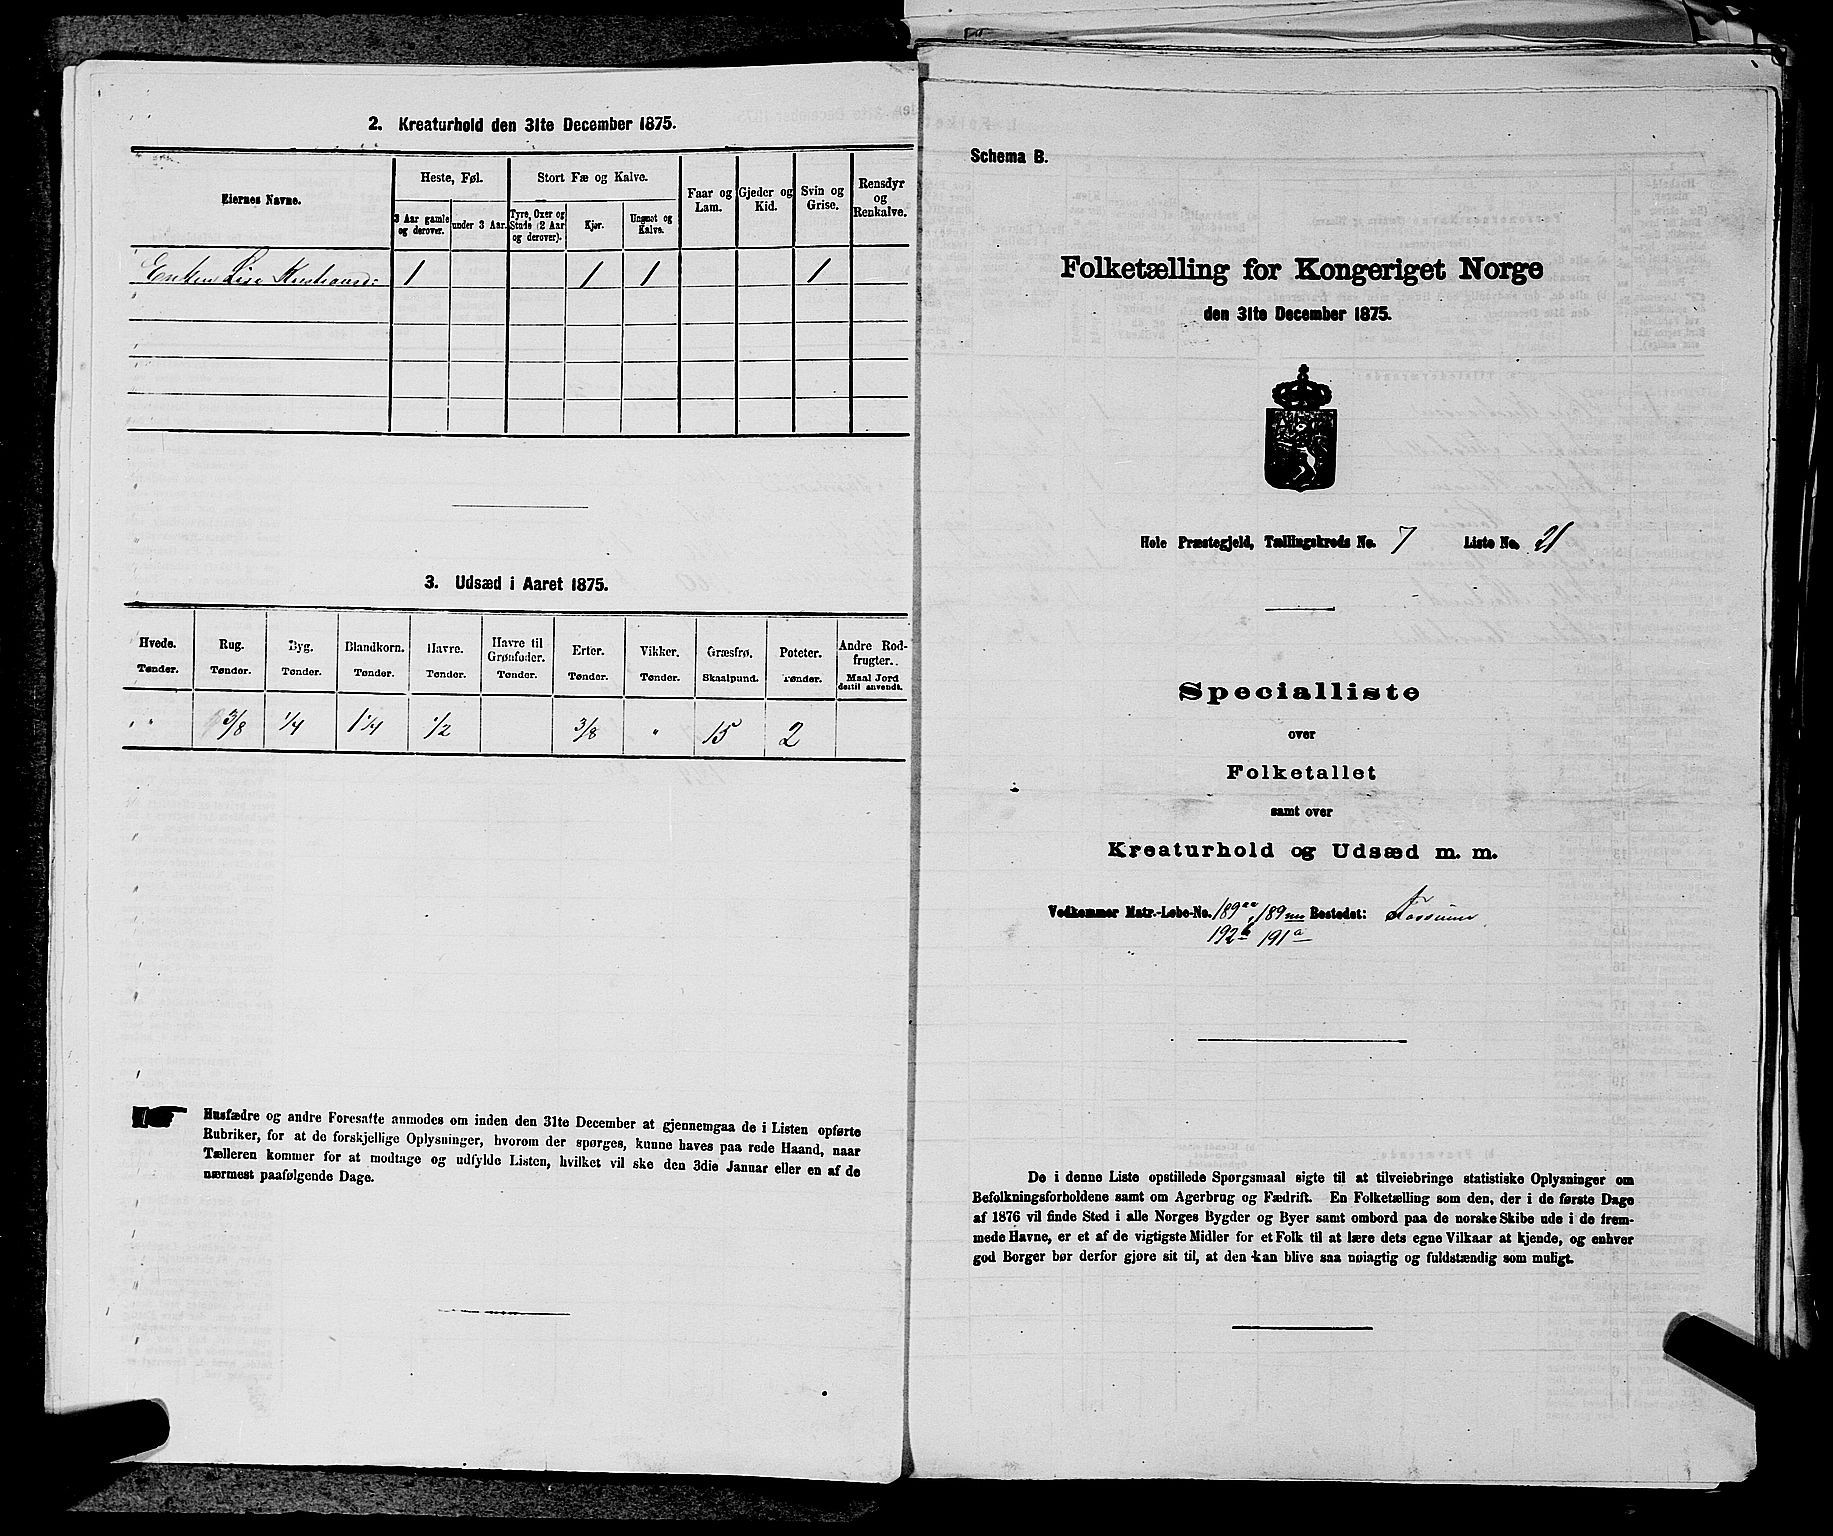 2. Kreaturhold den 31te December 1875.
Eiernes Navne.
Heste, Føl.
Stort Fæ og Kalve.
Faar og Lam.
Gjeder og Kid.
Svin og Grise.
Rensdyr og Renkalve.
3 Aar gamle og derover.
under 3 Aar.
Tyre, Oxer og Stude (2 Aar og derover).
Kjør.
Ungnøt og Kalve.
Enken Lise 1 1 1 1
3. Udsæd i Aaret 1875.
Hvede. Rug. Byg. Blandkorn. Havre. Havre til Grønfoder. Erter. Vikker. Græsfrø. Poteter. Andre Rodfrugter.
Tønder. Tønder. Tønder. Tønder. Tønder. Tønder. Tønder. Tønder. Skaalpund. Tønder. Maal Jord dertil anvendt.
" 3/8 1/4 1 1/4 1/2 3/8 " 15 2
Husfædre og andre Foresatte anmodes om inden den 31te December at gjennemgaa de i Listen opførte
Rubriker, for at de forskjellige Oplysninger, hvorom der spørges, kunne haves paa rede Haand, naar
Tælleren kommer for at modtage og udfylde Listen, hvilket vil ske den 3die Januar eller en af de
nærmest paafølgende Dage.
Schema B.
Folketælling for Kongeriget Norge
den 31te December 1875.
Hole Præstegjeld, Tællingskreds No. 7 Liste No. 21
Specialliste
over
Folketallet
samt over
Kreaturhold og Udsæd m. m.
Vedkommer Matr.-Løbe-No. 189 aa, 189 Bostedet:
192 b 191 a
De i denne Liste opstillede Spørgsmaal sigte til at tilveiebringe statistiske Oplysninger om
Befolkningsforholdene samt om Agerbrug og Fædrift. En Folketælling som den, der i de første Dage
af 1876 vil finde Sted i alle Norges Bygder og Byer samt ombord paa de norske Skibe ude i de frem-
mede Havne, er et af de vigtigste Midler for et Folk til at lære dets egne Vilkaar at kjende, og enhver
god Borger bør derfor gjøre sit til, at den kan blive saa nøiagtig og fuldstændig som muligt.